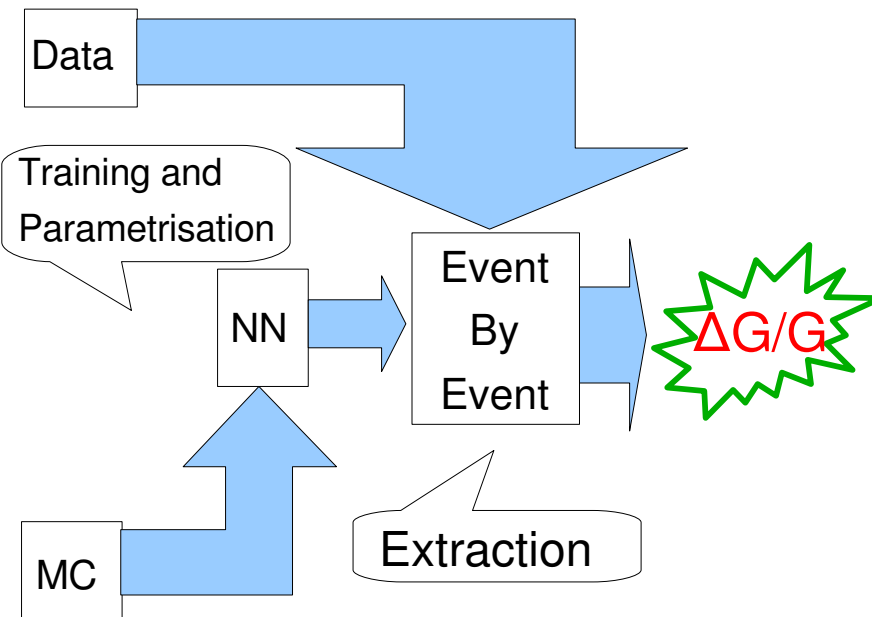 Data
Training and
Parametrisation
NN
Event
By
Event
ΔG/G
MC
Extraction